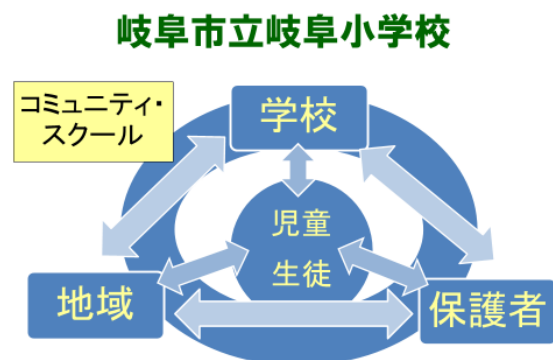 岐阜市立岐阜小学校
コミュニティ・
スクール
学校
児童
生徒
地域
保護者